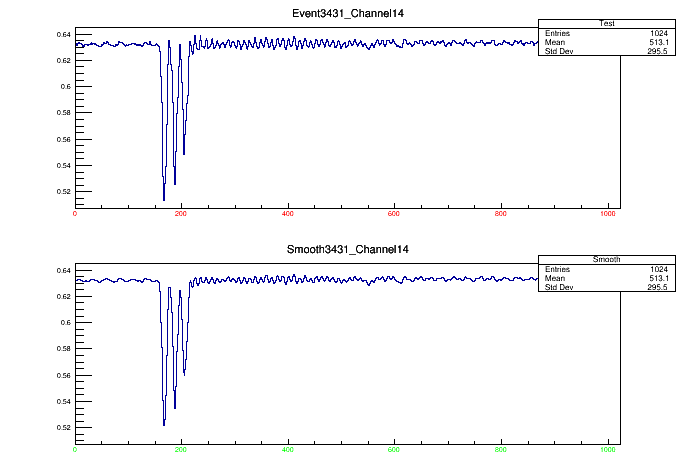 Event3431_Channel14
Test
Entries 1024
Mean 513.1
Std Dev 295.5
0.64
0.62
0.6
0.58
0.56
0.54
0.52
0 200 400 600 800 1000
Smooth3431_Channel14
Smooth
Entries 1024
Mean 513.1
Std Dev 295.5
0.64
0.62
0.6
0.58
0.56
0.54
0.52
0 200 400 600 800 1000